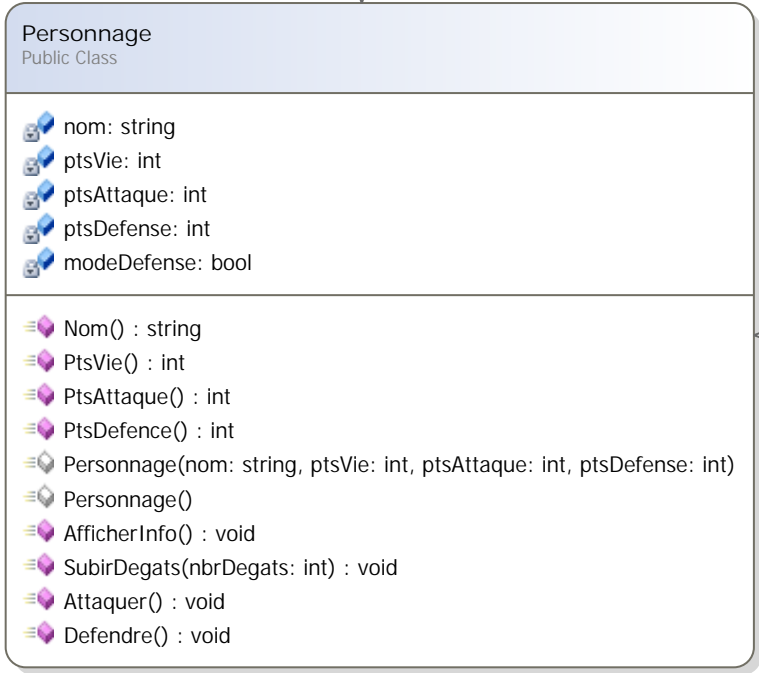 Personnage
Public Class
nom: string
ptsVie: int
ptsAttaque: int
ptsDefense: int
modeDefense: bool
Nom() : string
PtsVie() : int
PtsAttaque() : int
PtsDefence() : int
Personnage(nom: string, ptsVie: int, ptsAttaque: int, ptsDefense: int)
Personnage()
AfficherInfo() : void
SubirDegats(nbrDegats: int) : void
Attaquer() : void
Defendre() : void